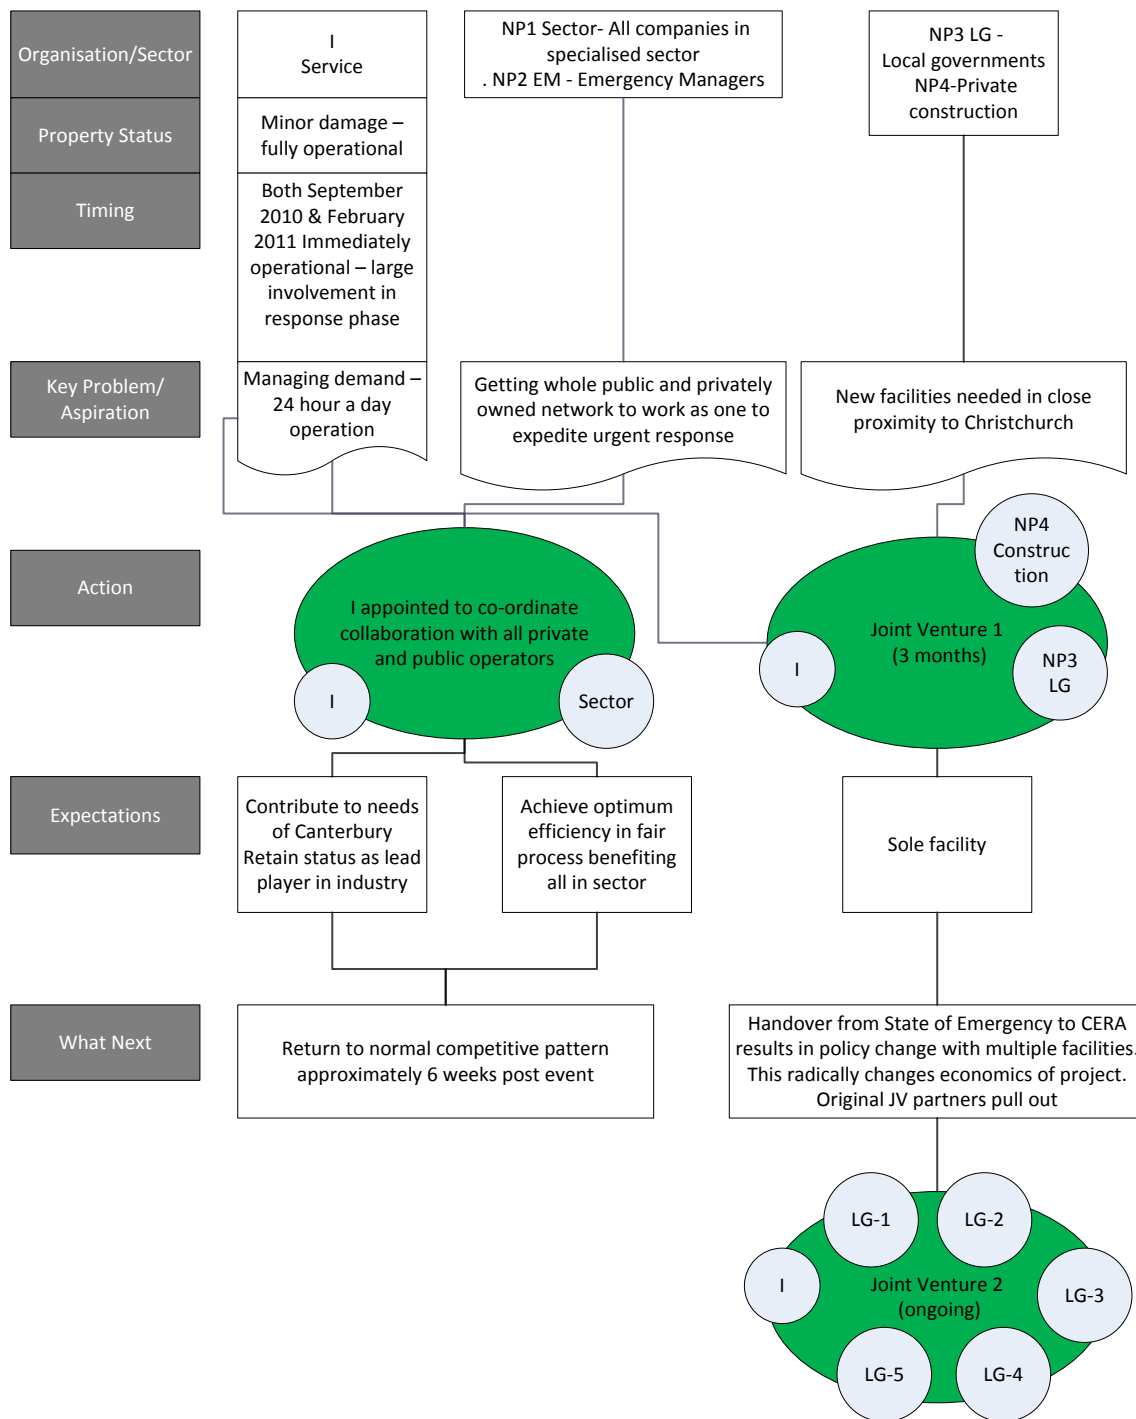 Organisation/Sector
I
Service
NP1 Sector- All companies in
specialised sector
. NP2 EM - Emergency Managers
NP3 LG -
Local governments
NP4-Private
construction
Property Status
Minor damage –
fully operational
Timing
Both September
2010 & February
2011 Immediately
operational – large
involvement in
response phase
Key Problem/
Aspiration
Managing demand –
24 hour a day
operation
Getting whole public and privately
owned network to work as one to
expedite urgent response
New facilities needed in close
proximity to Christchurch
Action
I appointed to co-ordinate
collaboration with all private
and public operators
I
Sector
NP4
Construc
tion
Joint Venture 1
(3 months)
I
NP3
LG
Expectations
Contribute to needs
of Canterbury
Retain status as lead
player in industry
Achieve optimum
efficiency in fair
process benefiting
all in sector
Sole facility
What Next
Return to normal competitive pattern
approximately 6 weeks post event
Handover from State of Emergency to CERA
results in policy change with multiple facilities.
This radically changes economics of project.
Original JV partners pull out
LG-1
LG-2
I
Joint Venture 2
(ongoing)
LG-3
LG-5
LG-4